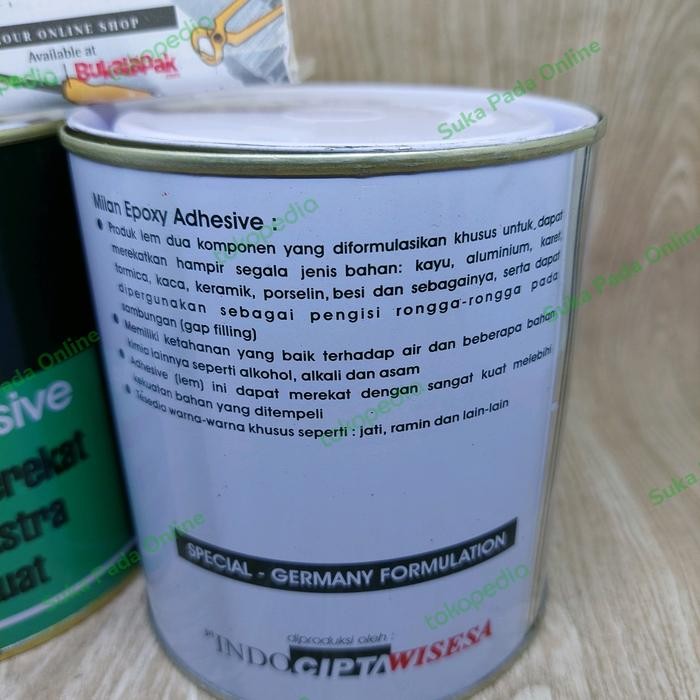 OUR ONLINE SHOP
Available at
BukalaPak
Milan Epoxy Adhesive :
• Produk lem dua komponen yang diformulasikan khusus untuk dapat
merekatkan hampir segala jenis bahan: kayu, aluminium, karet,
formica, kaca, keramik, porselin, besi dan sebagainya, serta dapat
dipergunakan sebagai pengisi rongga-rongga pada
sambungan (gap filling)
• Memiliki ketahanan yang baik terhadap air dan beberapa bahan
kimia lainnya seperti alkohol, alkali dan asam
• Adhesive (lem) ini dapat merekat dengan sangat kuat melebihi
kekuatan bahan yang ditempeli
• Tesedia warna-warna khusus seperti : jati, ramin dan lain-lain
SPECIAL - GERMANY FORMULATION
diproduksi oleh :
PT INDOCIPTAWISESA
sive
erekat
stra
uat
tokopedia
Suka Pada Online